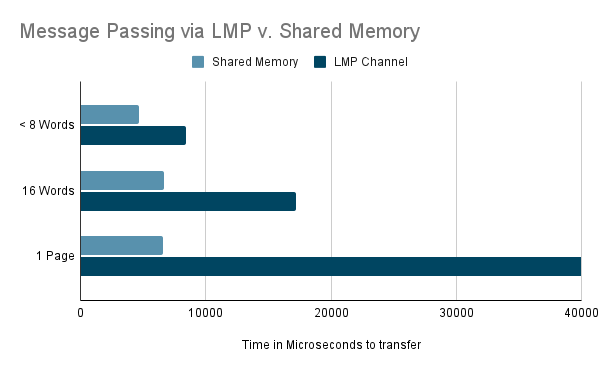 Message Passing via LMP v. Shared Memory
Shared Memory LMP Channel
< 8 Words
16 Words
1 Page
0 10000 20000 30000 40000
Time in Microseconds to transfer